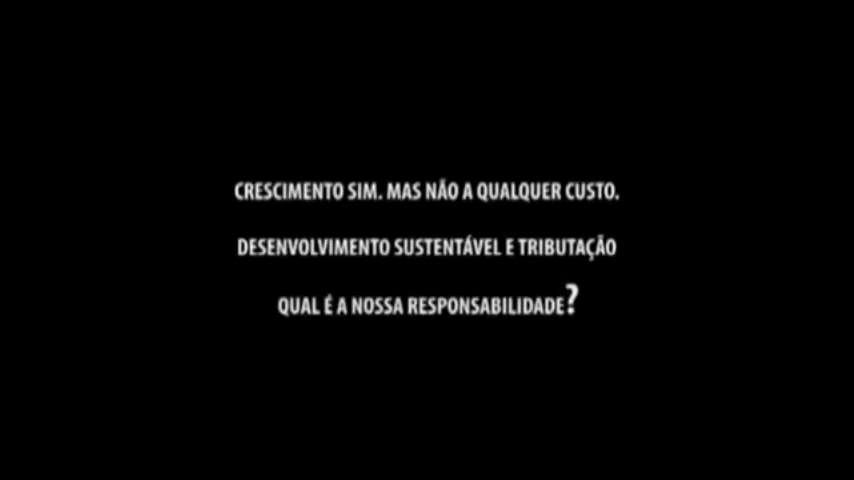 CRESCIMENTO SIM. MAS NÃO A QUALQUER CUSTO.
DESENVOLVIMENTO SUSTENTÁVEL E TRIBUTAÇÃO
QUAL É A NOSSA RESPONSABILIDADE?